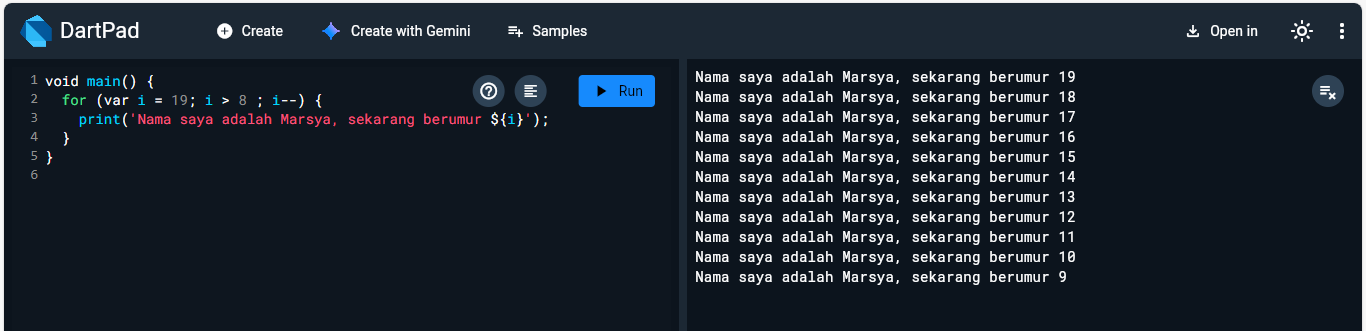 DartPad
Create
Create with Gemini
Samples
Open in
Run
1 void main() {
2   for (var i = 19; i > 8 ; i--) {
3     print('Nama saya adalah Marsya, sekarang berumur ${i}');
4   }
5 }
6
Nama saya adalah Marsya, sekarang berumur 19
Nama saya adalah Marsya, sekarang berumur 18
Nama saya adalah Marsya, sekarang berumur 17
Nama saya adalah Marsya, sekarang berumur 16
Nama saya adalah Marsya, sekarang berumur 15
Nama saya adalah Marsya, sekarang berumur 14
Nama saya adalah Marsya, sekarang berumur 13
Nama saya adalah Marsya, sekarang berumur 12
Nama saya adalah Marsya, sekarang berumur 11
Nama saya adalah Marsya, sekarang berumur 10
Nama saya adalah Marsya, sekarang berumur 9